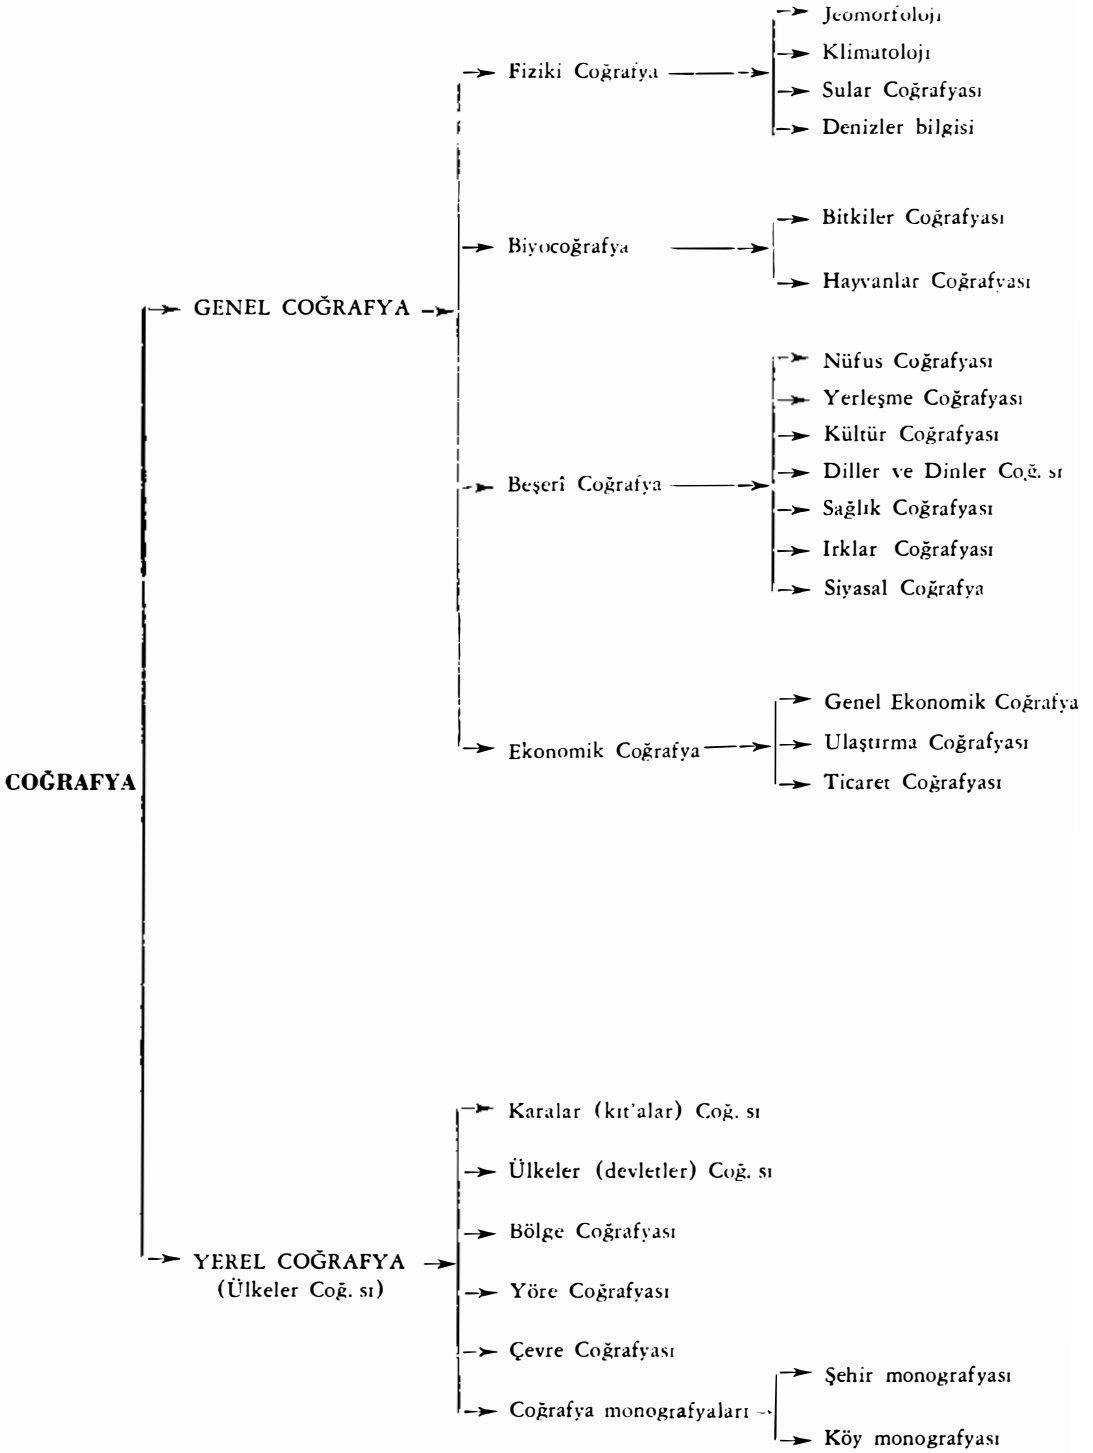 Jeomorfoloji
Klimatoloji
Fiziki Coğrafya
Sular Coğrafyası
Denizler bilgisi
Bitkiler Coğrafyası
Biyocoğrafya
Hayvanlar Coğrafyası
GENEL COĞRAFYA
Nüfus Coğrafyası
Yerleşme Coğrafyası
Kültür Coğrafyası
Diller ve Dinler Coğ. sı
Beşerî Coğrafya
Sağlık Coğrafyası
Irklar Coğrafyası
Siyasal Coğrafya
Genel Ekonomik Coğrafya
Ulaştırma Coğrafyası
Ekonomik Coğrafya
Ticaret Coğrafyası
COĞRAFYA
Karalar (kıt'alar) Coğ. sı
Ülkeler (devletler) Coğ. sı
Bölge Coğrafyası
YEREL COĞRAFYA
(Ülkeler Coğ. sı)
Yöre Coğrafyası
Çevre Coğrafyası
Şehir monografyası
Coğrafya monografyaları
Köy monografyası